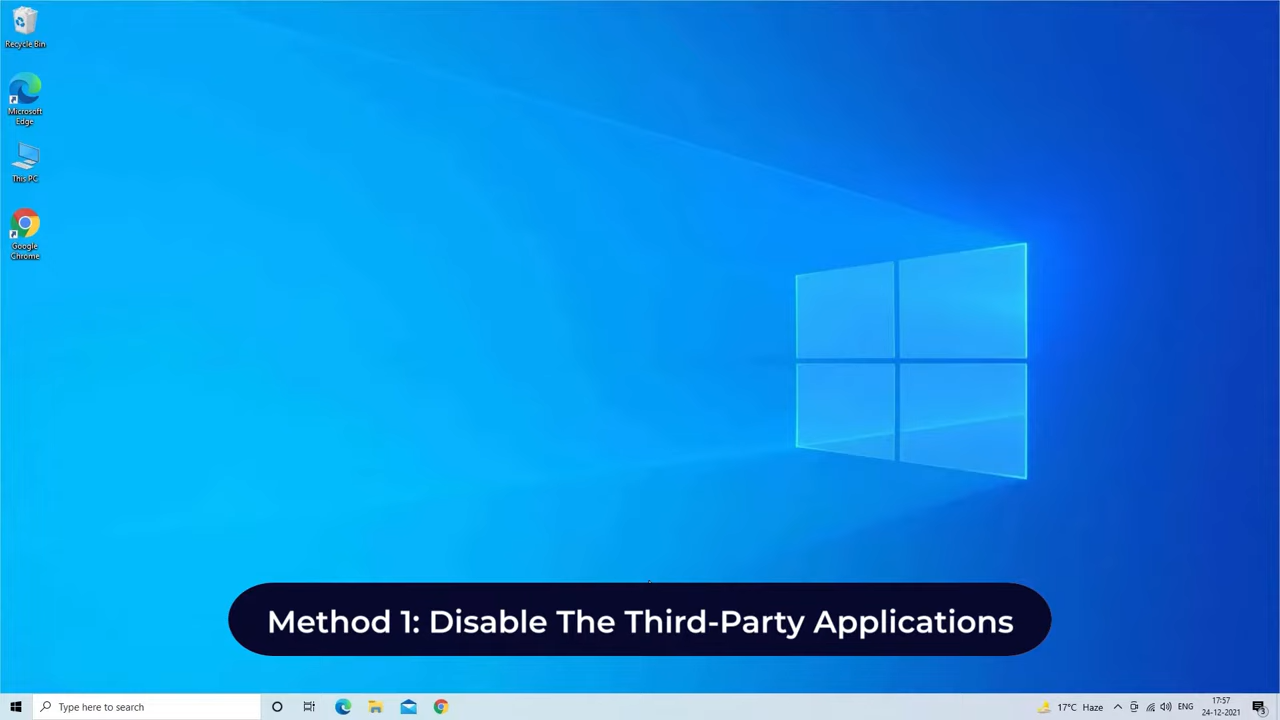 Recycle Bin
Microsoft
Edge
This PC
Google
Chrome
Method 1: Disable The Third-Party Applications
Type here to search
17°C Haze
ENG
17:57
24-12-2021
3